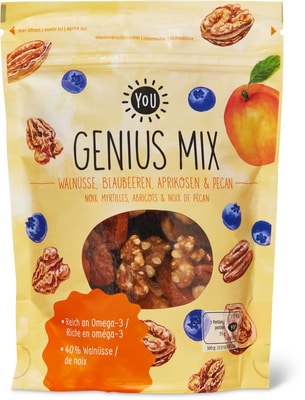 YOU
GENIUS MIX
WALNÜSSE, BLAUBEEREN, APRIKOSEN & PECAN
NOIX, MYRTILLES, ABRICOTS & NOIX DE PÉCAN
• Reich an Omega-3 /
Riche en oméga-3
• 40% Walnüsse /
de noix
YOU